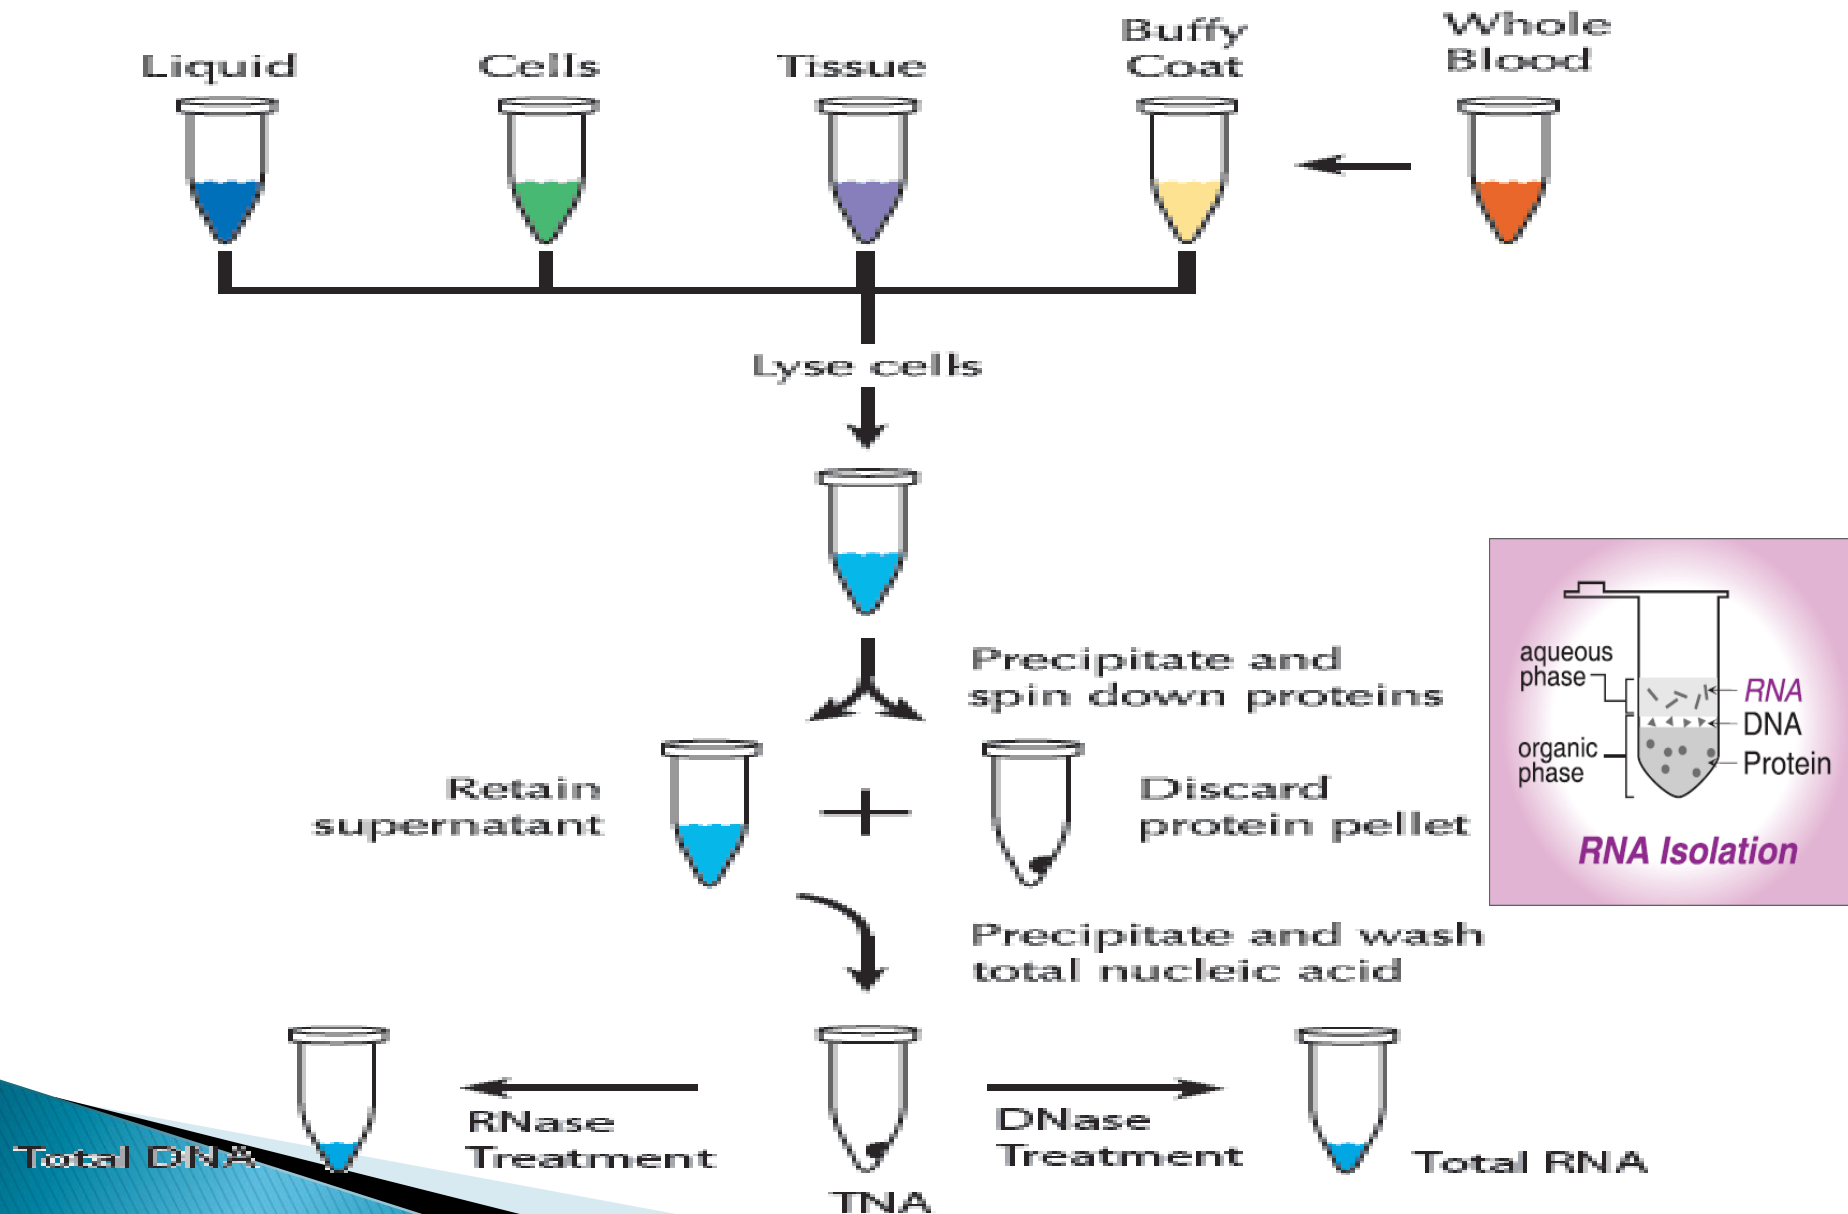 Liquid
Cells
Tissue
Buffy
Coat
Whole
Blood
Lyse cells
Precipitate and
spin down proteins
Retain
supernatant
Discard
protein pellet
aqueous
phase
RNA
DNA
organic
phase
Protein
RNA Isolation
Precipitate and wash
total nucleic acid
RNase
Treatment
DNase
Treatment
Total DNA
TNA
Total RNA